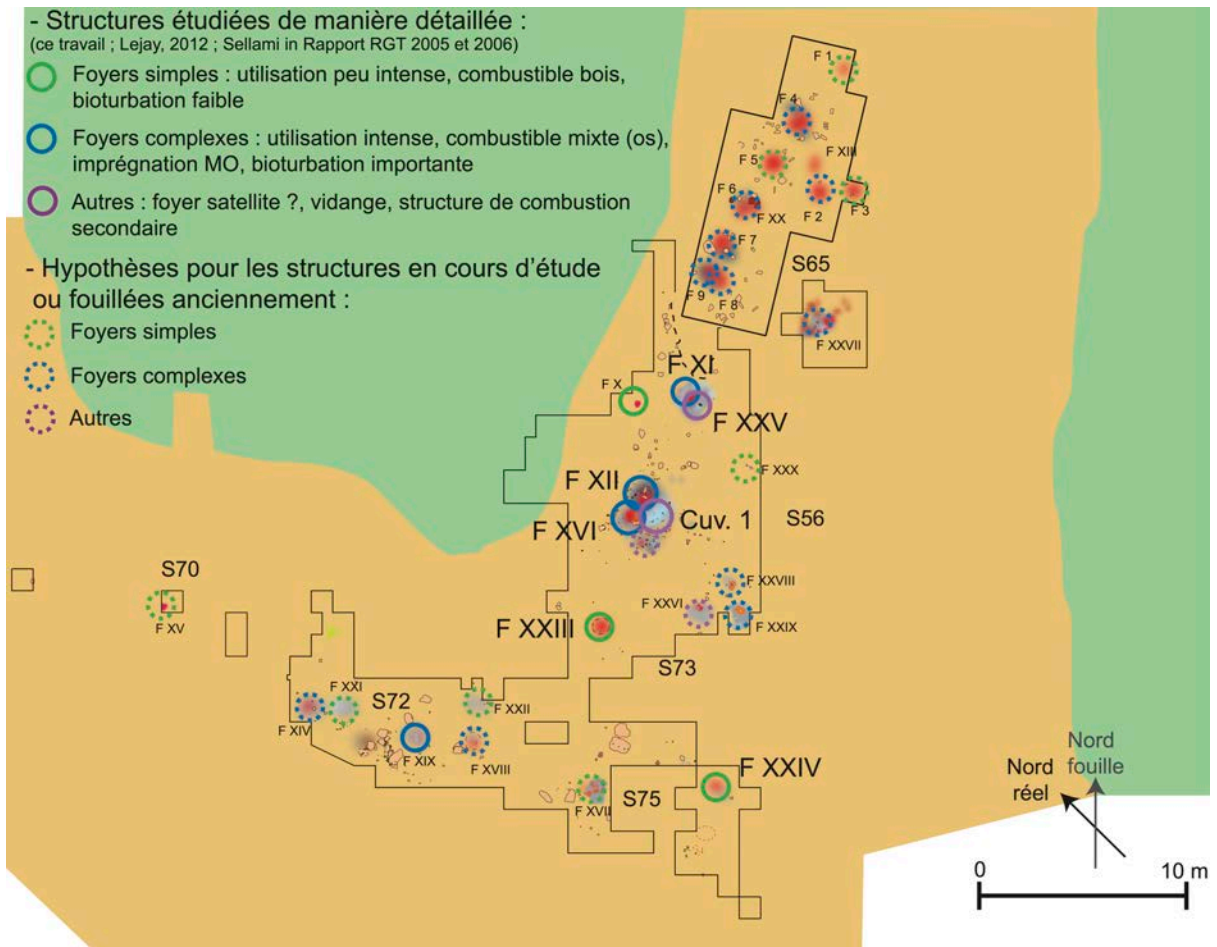 - Structures étudiées de manière détaillée :
(ce travail ; Lejay, 2012 ; Sellami in Rapport RGT 2005 et 2006)
Foyers simples : utilisation peu intense, combustible bois,
bioturbation faible
Foyers complexes : utilisation intense, combustible mixte (os),
imprégnation MO, bioturbation importante
Autres : foyer satellite ?, vidange, structure de combustion
secondaire
- Hypothèses pour les structures en cours d'étude
ou fouillées anciennement :
Foyers simples
Foyers complexes
Autres
F 1
F 4
F XIII
F 5
F 6
F XX
F 2
F 3
F 7
F 9
F 8
S65
F XXVII
F XI
F X
F XXV
F XXX
F XII
F XVI
Cuv. 1
S56
S70
F XV
F XXVIII
F XXVI
F XXIX
F XXIII
S73
F XXI
S72
F XXII
F XIV
F XIX
F XVIII
F XXIV
F XVII
S75
Nord
fouille
Nord
réel
0
10 m